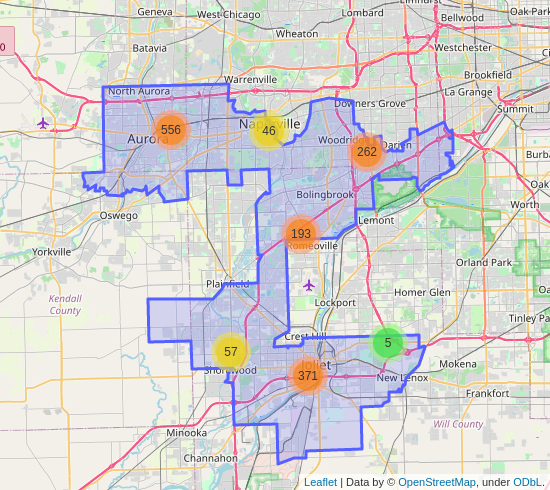 Geneva
West Chicago
Lombard
Bellwood
Oak Park
Wheaton
Westchester
Batavia
Warrenville
Brookfield
La Grange
North Aurora
Downers Grove
Summit
556
Aurora
46
Naperville
Woodridge
262
Darien
Bolingbrook
Oswego
Worth
Lemont
193
Romeoville
Yorkville
Orland Park
Plainfield
Kendall
County
Homer Glen
Lockport
Tinley Pa
Crest Hill
5
57
Shorewood
371
Joliet
New Lenox
Mokena
Frankfort
Minooka
Will County
Channahon
Leaflet | Data by © OpenStreetMap, under ODbL.